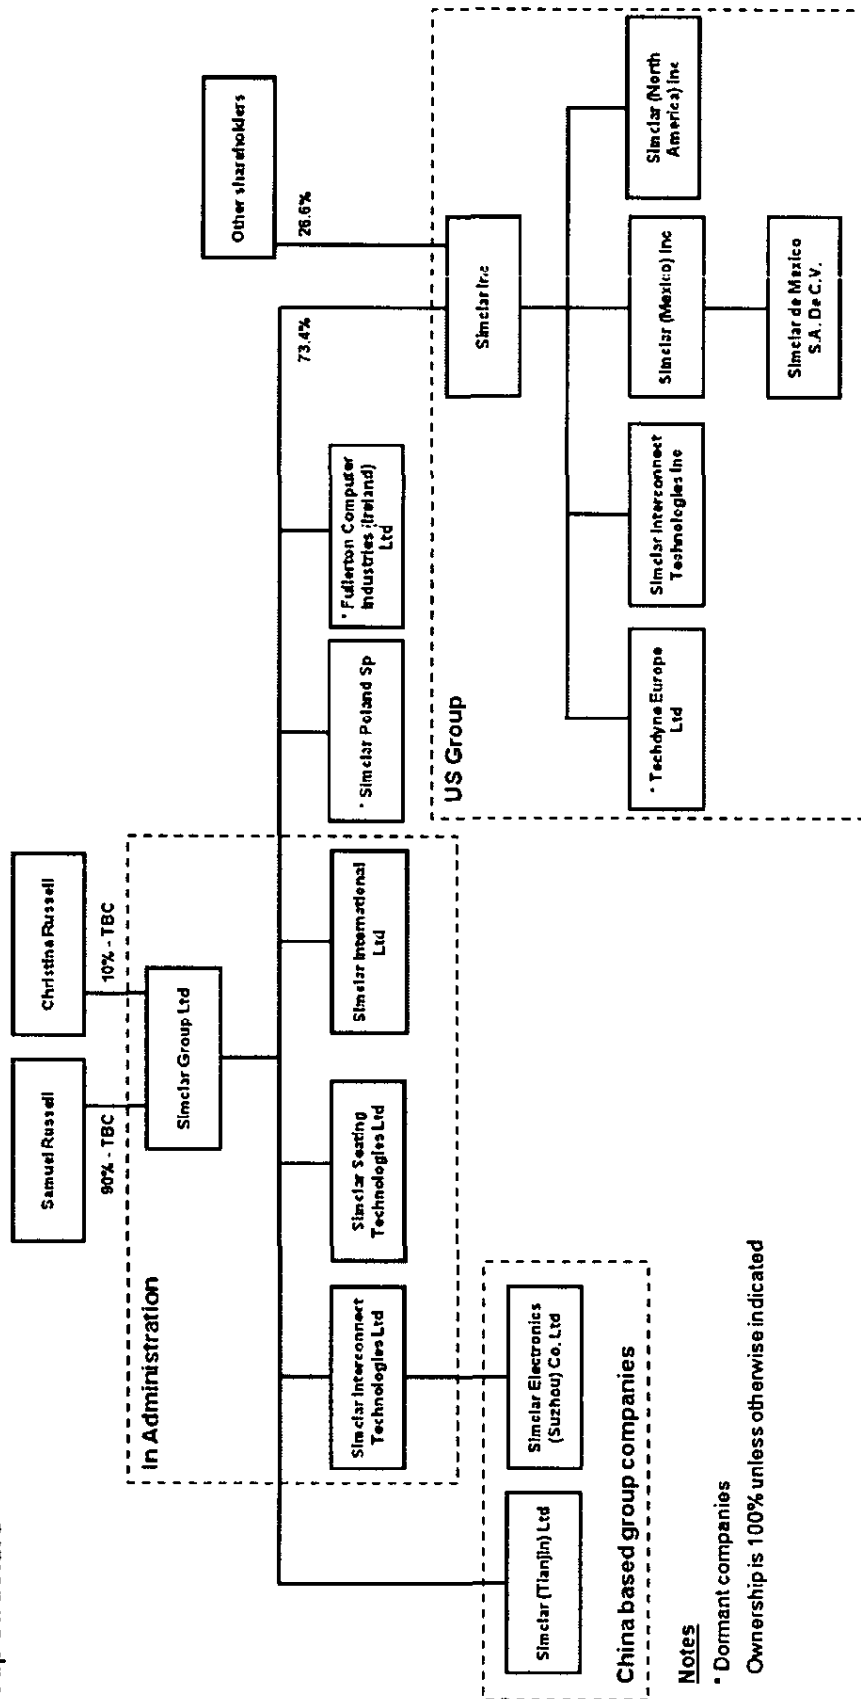 Samuel Russell
Christina Russell
90% - TBC
10% - TBC
Other shareholders
In Administration
Simclar Group Ltd
73.4%
26.6%
Simclar Interconnect
Technologies Ltd
Simclar Seating
Technologies Ltd
Simclar International
Ltd
* Simclar Poland Sp
* Fullerton Computer
Industries (Ireland)
Ltd
US Group
Simclar Inc
Simclar (Tianjin) Ltd
Simclar Electronics
(Suzhou) Co. Ltd
China based group companies
* Techdyne Europe
Ltd
Simclar Interconnect
Technologies Inc
Simclar (Mexico) Inc
Simclar (North
America) Inc
Simclar de Mexico
S.A. De C.V.
Notes
* Dormant companies
Ownership is 100% unless otherwise indicated